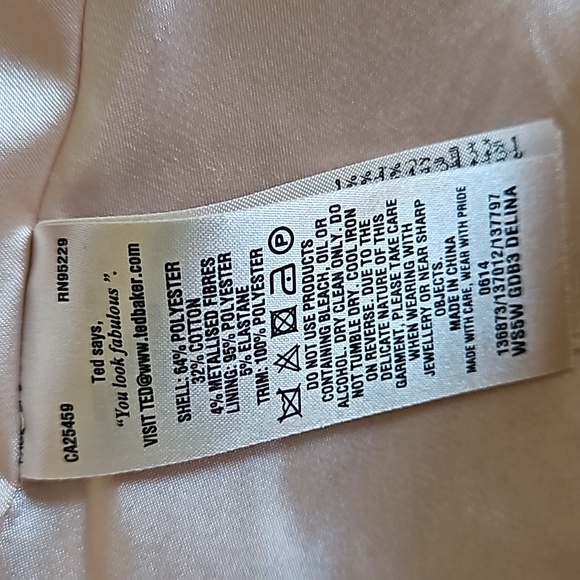 CA25459 RN95229
Ted says,
“You look fabulous”.
VISIT TED@www.tedbaker.com
SHELL: 64% POLYESTER
32% COTTON
4% METALLISED FIBRES
LINING: 95% POLYESTER
5% ELASTANE
TRIM: 100% POLYESTER
P
DO NOT USE PRODUCTS
CONTAINING BLEACH, OIL OR
ALCOHOL. DRY CLEAN ONLY. DO
NOT TUMBLE DRY. COOL IRON
ON REVERSE. DUE TO THE
DELICATE NATURE OF THIS
GARMENT, PLEASE TAKE CARE
WHEN WEARING WITH
JEWELLERY OR NEAR SHARP
OBJECTS.
MADE IN CHINA
MADE WITH CARE, WEAR WITH PRIDE
0614
136873/137012/137797
WS5W GDB3 DELINA